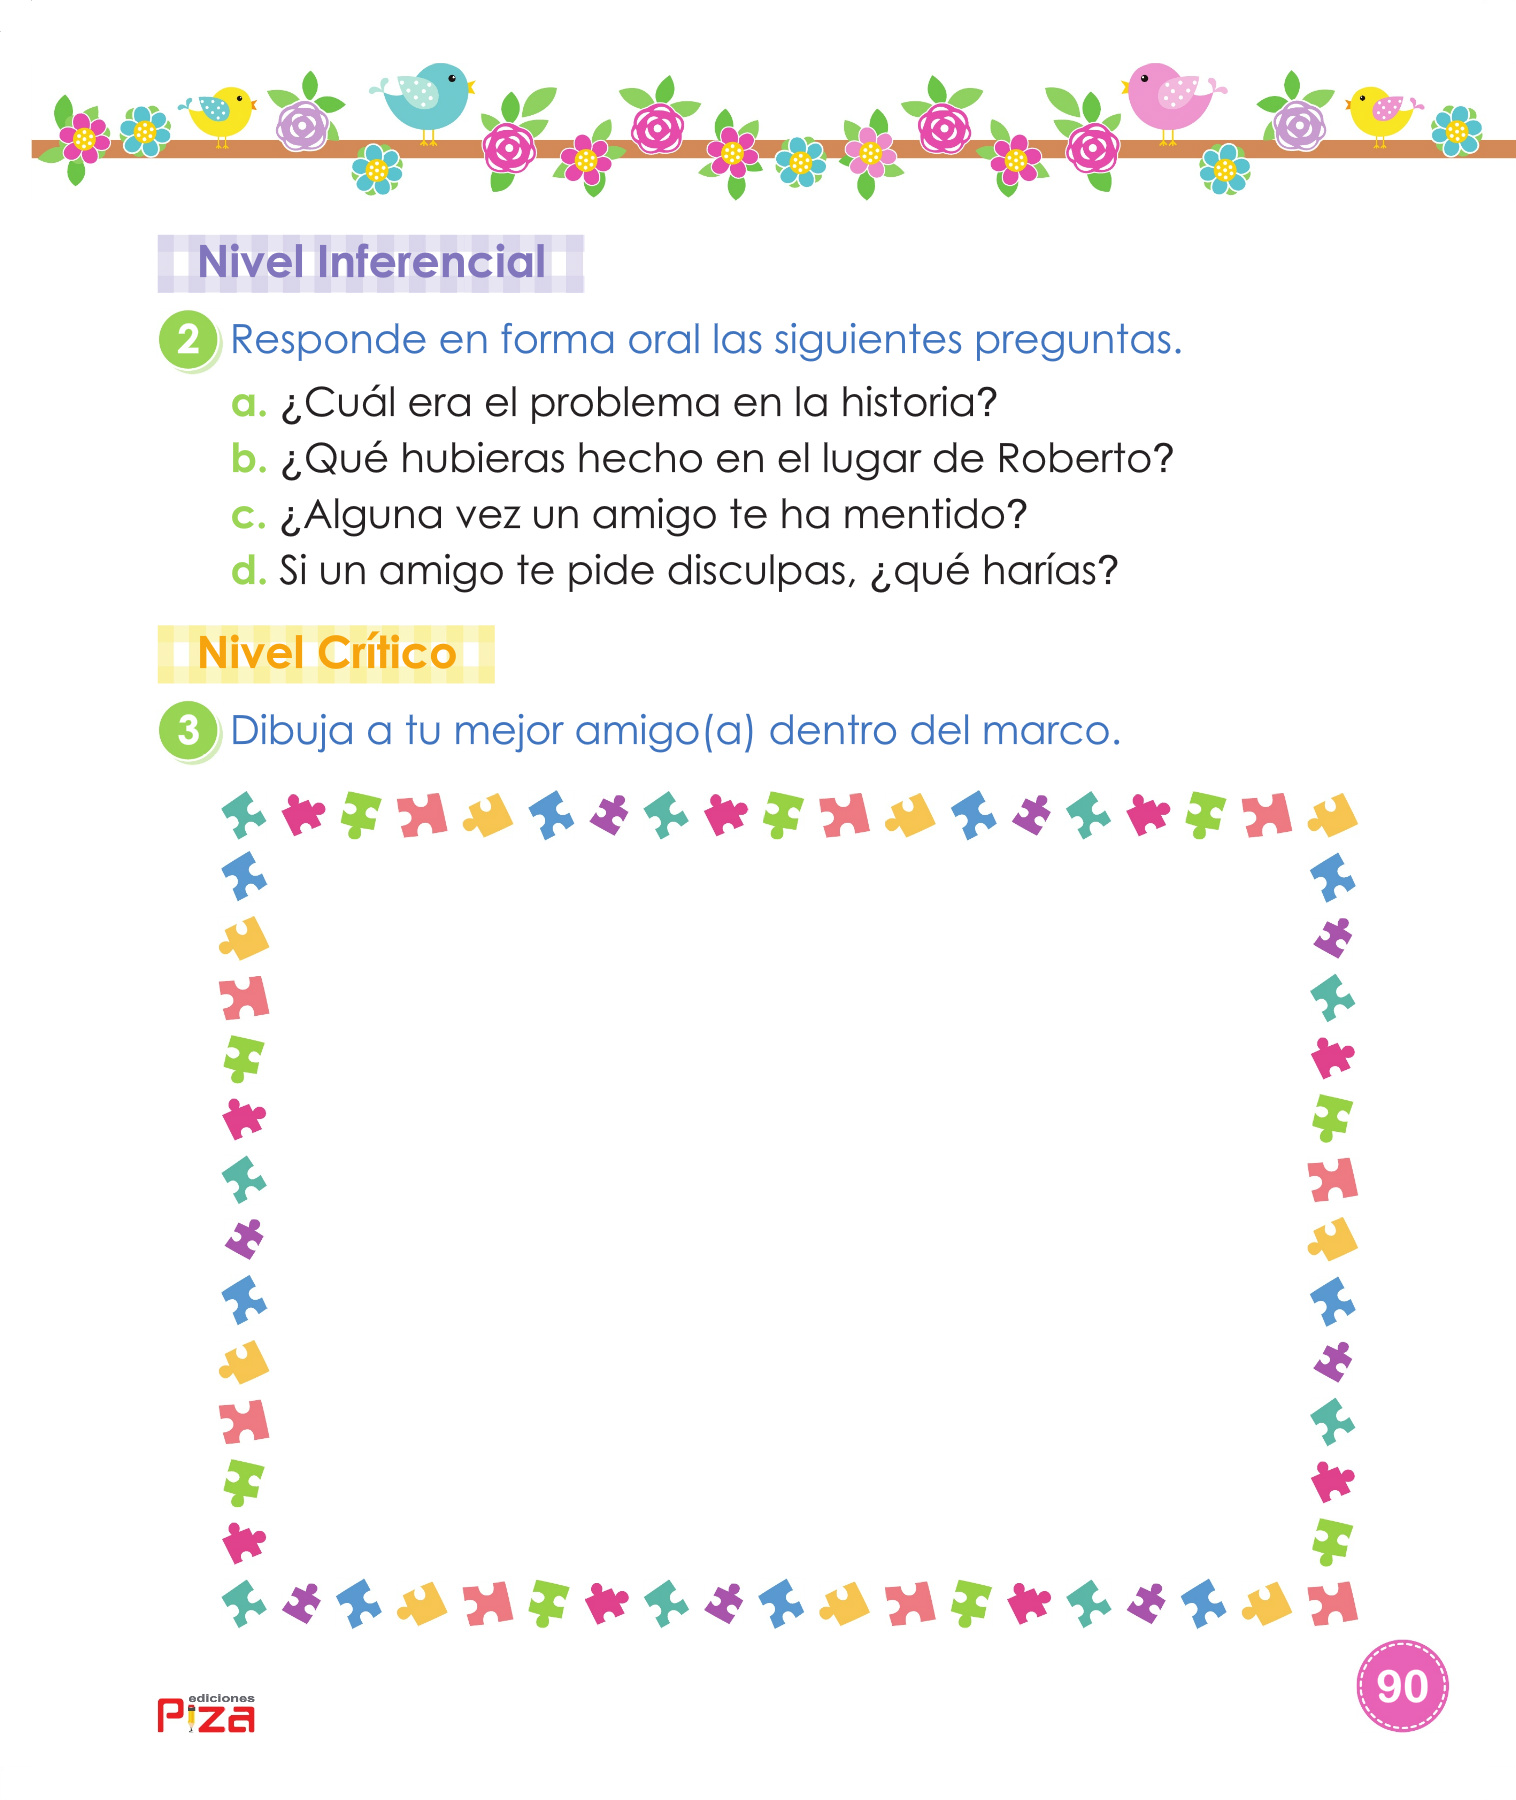 Nivel Inferencial
2 Responde en forma oral las siguientes preguntas.
a. ¿Cuál era el problema en la historia?
b. ¿Qué hubieras hecho en el lugar de Roberto?
c. ¿Alguna vez un amigo te ha mentido?
d. Si un amigo te pide disculpas, ¿qué harías?
Nivel Crítico
3 Dibuja a tu mejor amigo(a) dentro del marco.
90
ediciones
Piza